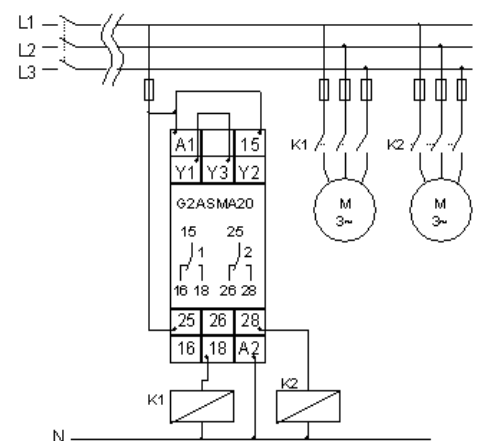 L1
L2
L3
A1 15
Y1 Y3 Y2
G2ASMA20
15 25
1 2
16 18 26 28
25 26 28
16 18 A2
K1 K2
M M
3~ 3~
K1 K2
N